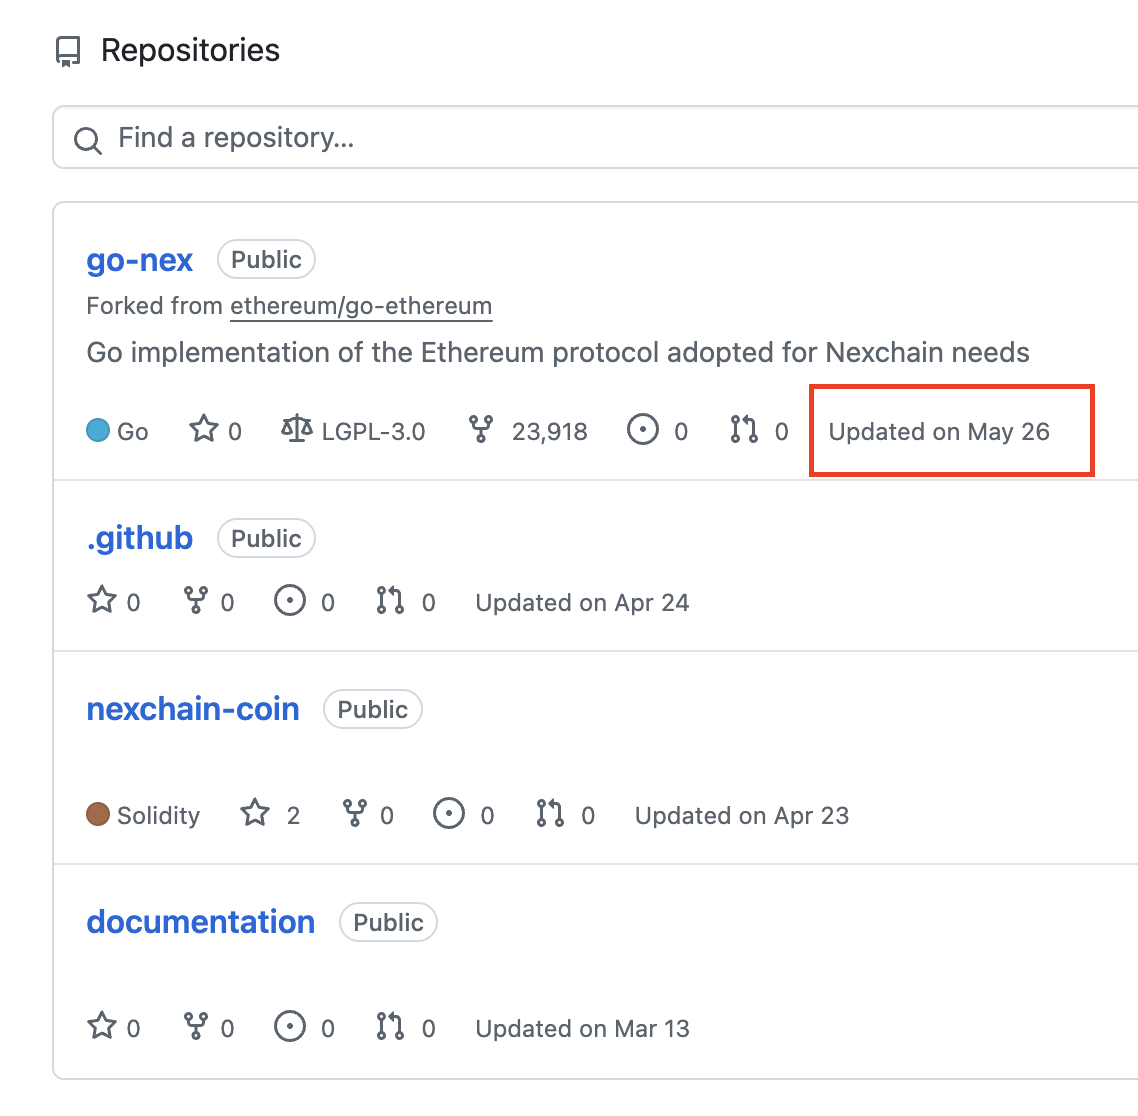 Repositories
Find a repository...
go-nex Public
Forked from ethereum/go-ethereum
Go implementation of the Ethereum protocol adopted for Nexchain needs
Go 0 LGPL-3.0 23,918 0 0 Updated on May 26
.github Public
0 0 0 0 Updated on Apr 24
nexchain-coin Public
Solidity 2 0 0 0 Updated on Apr 23
documentation Public
0 0 0 0 Updated on Mar 13